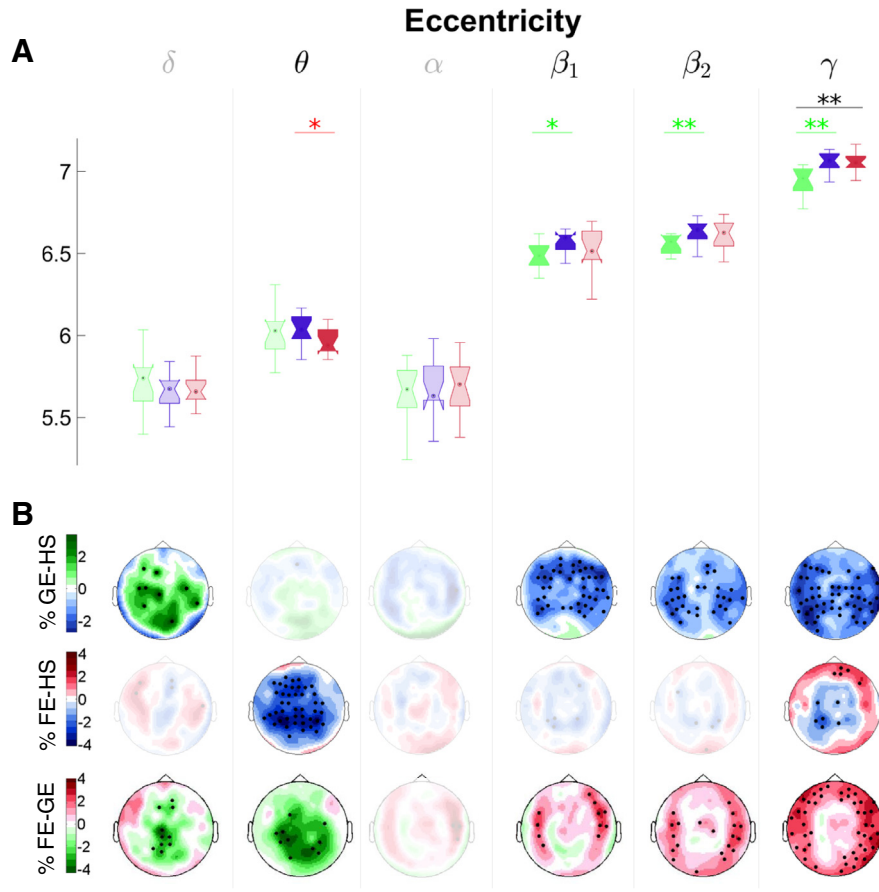 Eccentricity
A
δ θ α β₁ β₂ γ
**
* * ** **
7
6.5
6
5.5
B
% GE-HS
2
0
-2
% FE-HS
4
2
0
-2
-4
% FE-GE
4
2
0
-2
-4